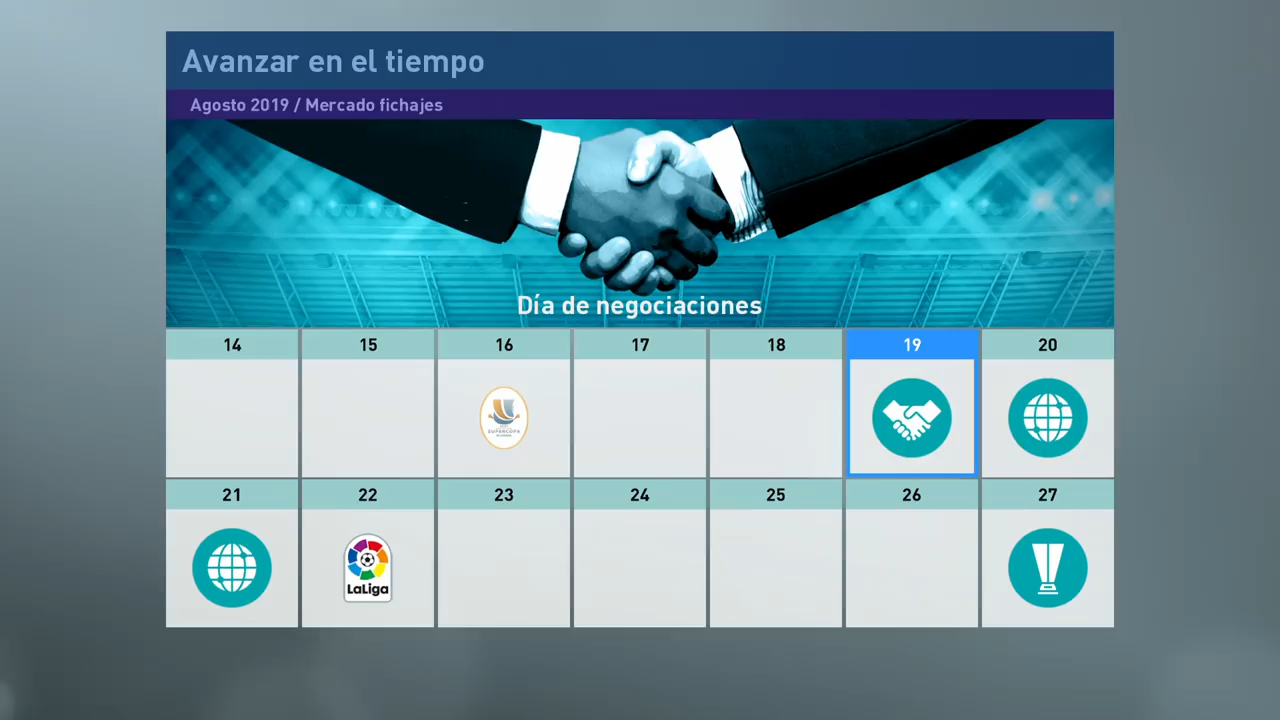 Avanzar en el tiempo
Agosto 2019 / Mercado fichajes
Día de negociaciones
14 15 16 17 18 19 20
SUPERCOPA
21 22 23 24 25 26 27
LaLiga